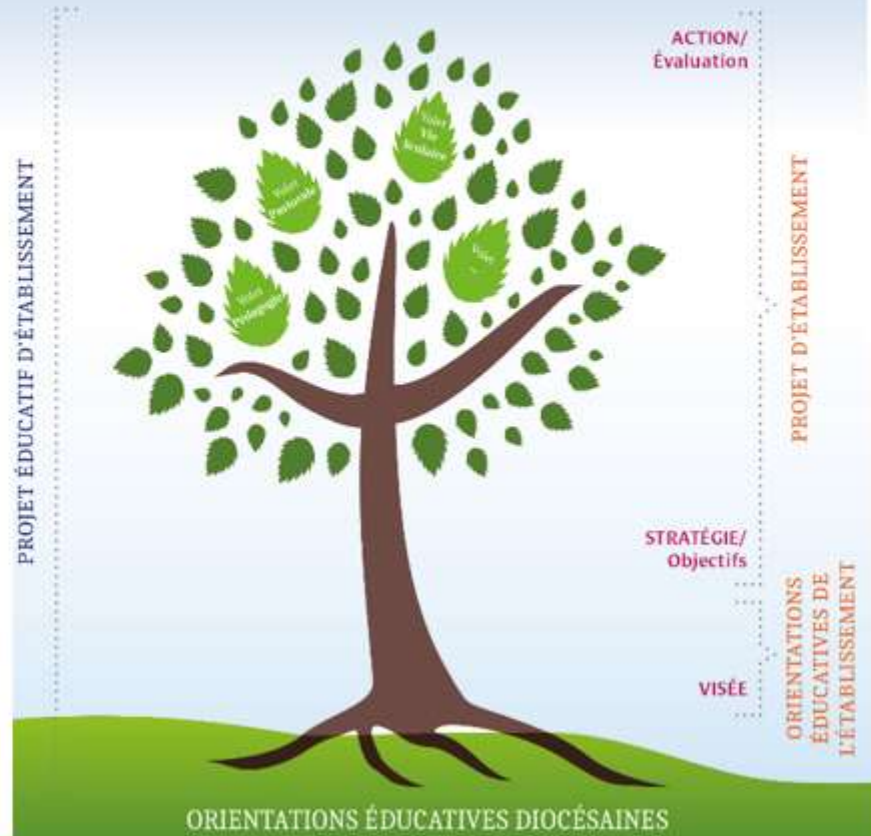 PROJET ÉDUCATIF D'ÉTABLISSEMENT
ACTION/
Évaluation
Volet
Vie
Scolaire
Volet
Pastorale
Volet
...
Volet
Pédagogie
PROJET D'ÉTABLISSEMENT
STRATÉGIE/
Objectifs
ORIENTATIONS
ÉDUCATIVES DE
L'ÉTABLISSEMENT
VISÉE
ORIENTATIONS ÉDUCATIVES DIOCÉSAINES